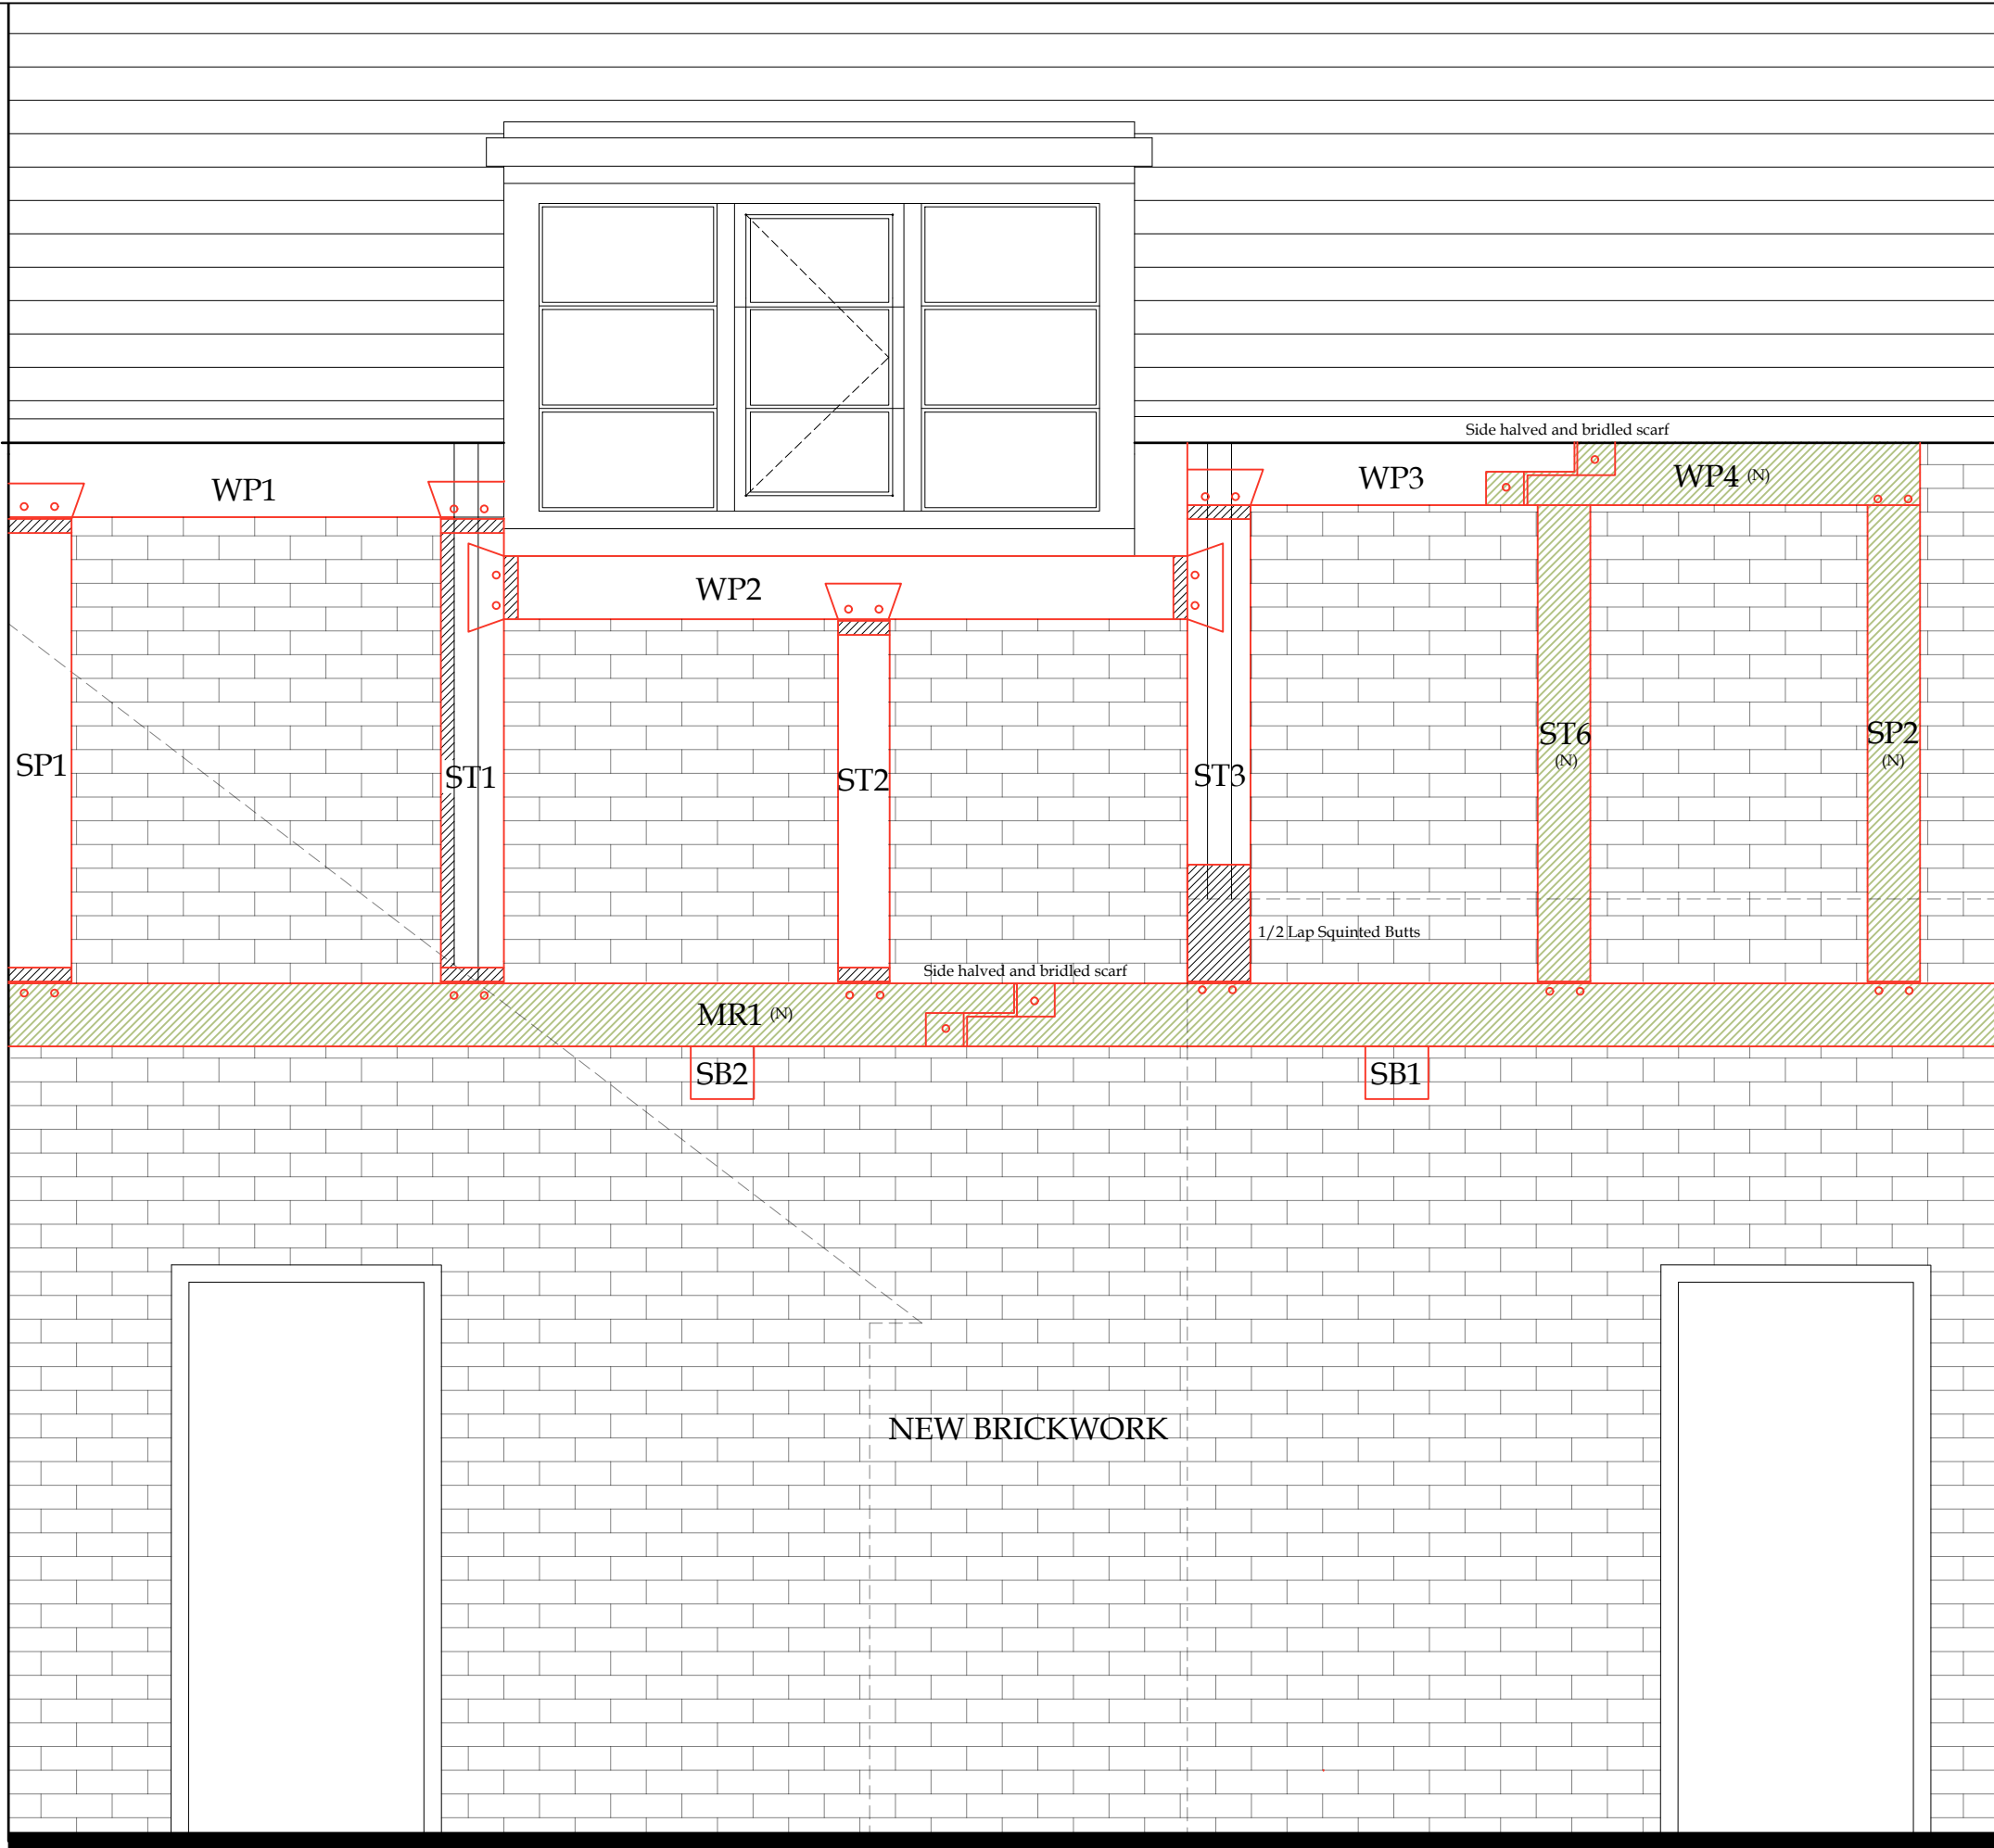 Side halved and bridled scarf
WP1
WP3
WP4 (N)
WP2
SP1
ST1
ST2
ST3
ST6
(N)
SP2
(N)
1/2 Lap Squinted Butts
Side halved and bridled scarf
MR1 (N)
SB2
SB1
NEW BRICKWORK